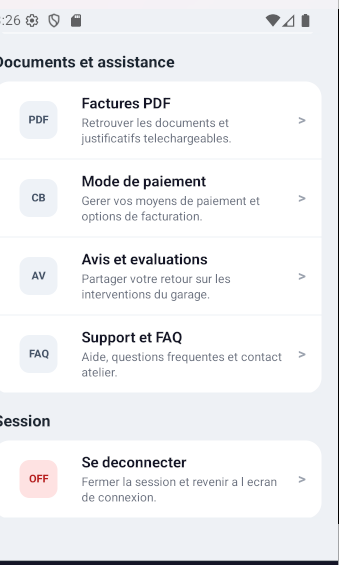 :26
Documents et assistance
PDF
Factures PDF
Retrouver les documents et
justificatifs telechargeables.
>
CB
Mode de paiement
Gerer vos moyens de paiement et
options de facturation.
>
AV
Avis et evaluations
Partager votre retour sur les
interventions du garage.
>
FAQ
Support et FAQ
Aide, questions frequentes et contact
atelier.
>
Session
OFF
Se deconnecter
Fermer la session et revenir a l ecran
de connexion.
>